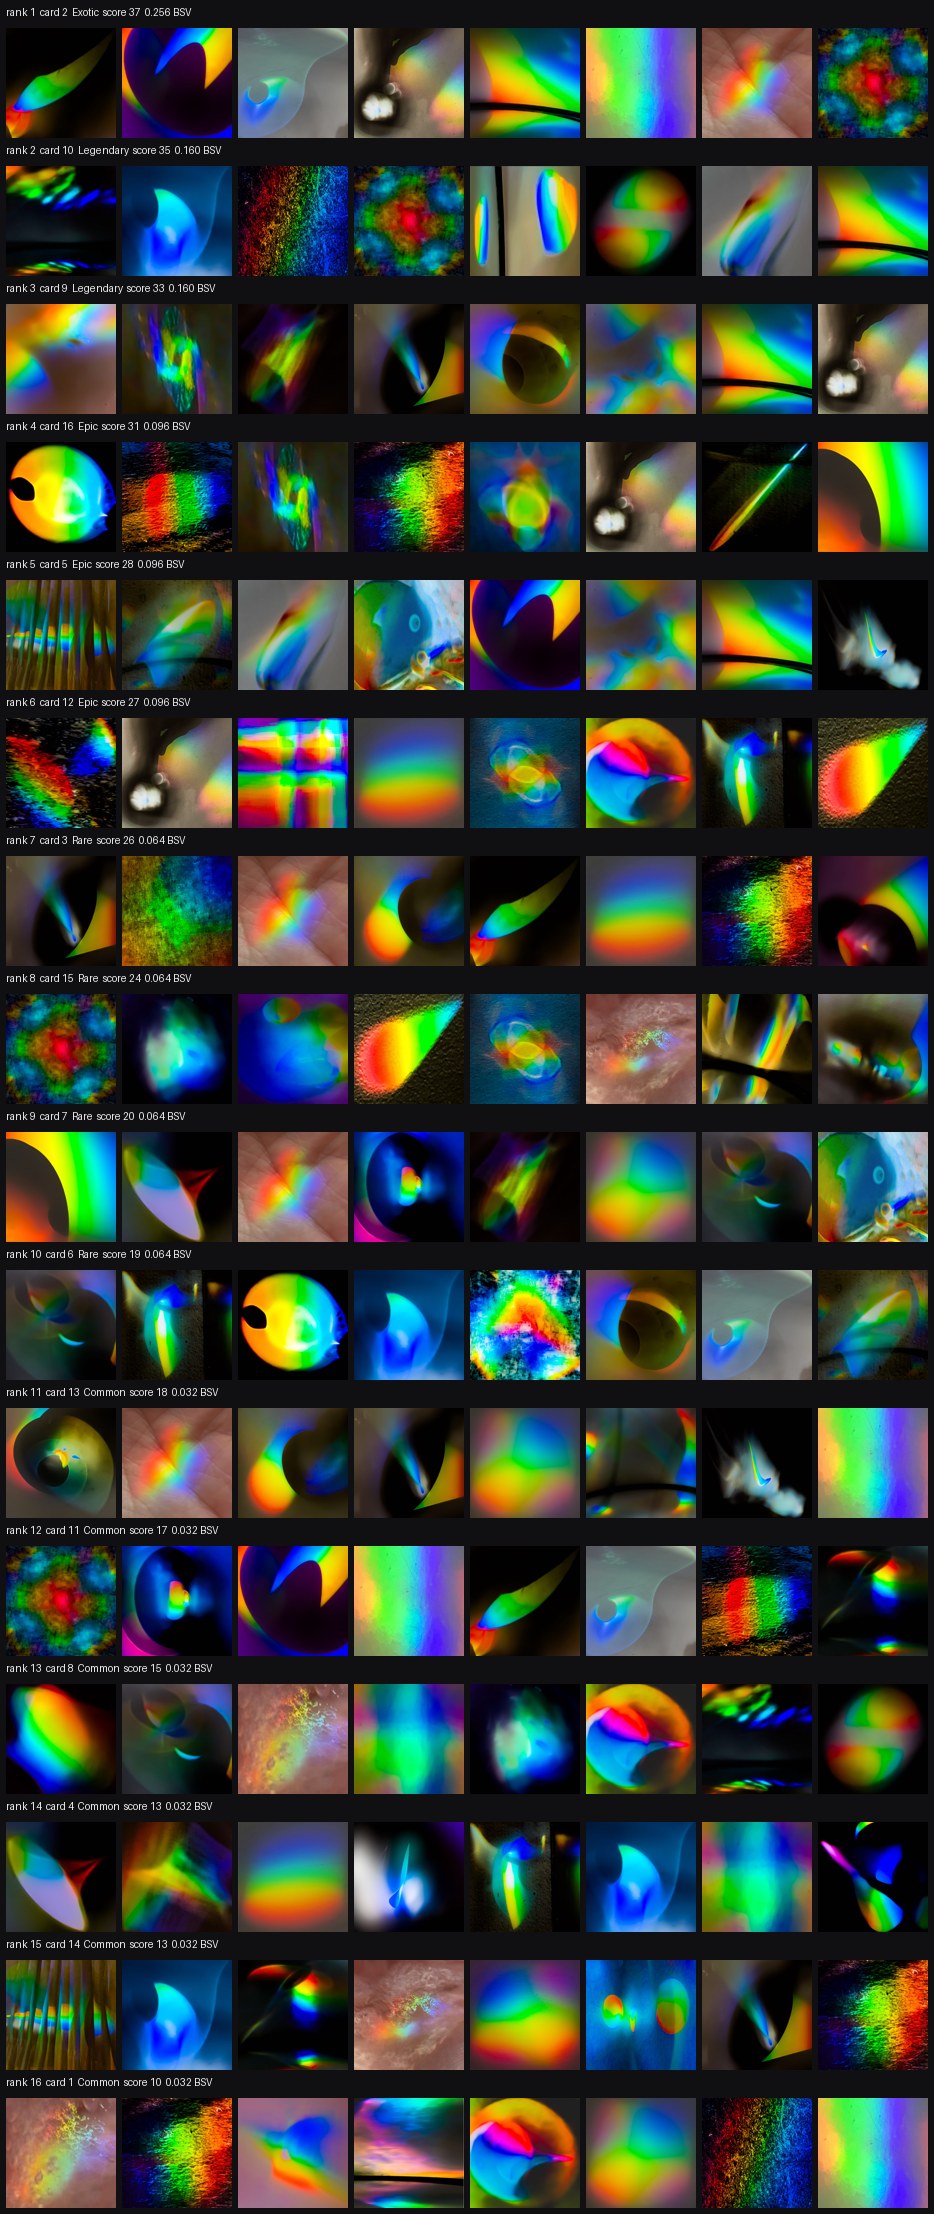 rank 1 card 2 Exotic score 37 0.256 BSV
rank 2 card 10 Legendary score 35 0.160 BSV
rank 3 card 9 Legendary score 33 0.160 BSV
rank 4 card 16 Epic score 31 0.096 BSV
rank 5 card 5 Epic score 28 0.096 BSV
rank 6 card 12 Epic score 27 0.096 BSV
rank 7 card 3 Rare score 26 0.064 BSV
rank 8 card 15 Rare score 24 0.064 BSV
rank 9 card 7 Rare score 20 0.064 BSV
rank 10 card 6 Rare score 19 0.064 BSV
rank 11 card 13 Common score 18 0.032 BSV
rank 12 card 11 Common score 17 0.032 BSV
rank 13 card 8 Common score 15 0.032 BSV
rank 14 card 4 Common score 13 0.032 BSV
rank 15 card 14 Common score 13 0.032 BSV
rank 16 card 1 Common score 10 0.032 BSV